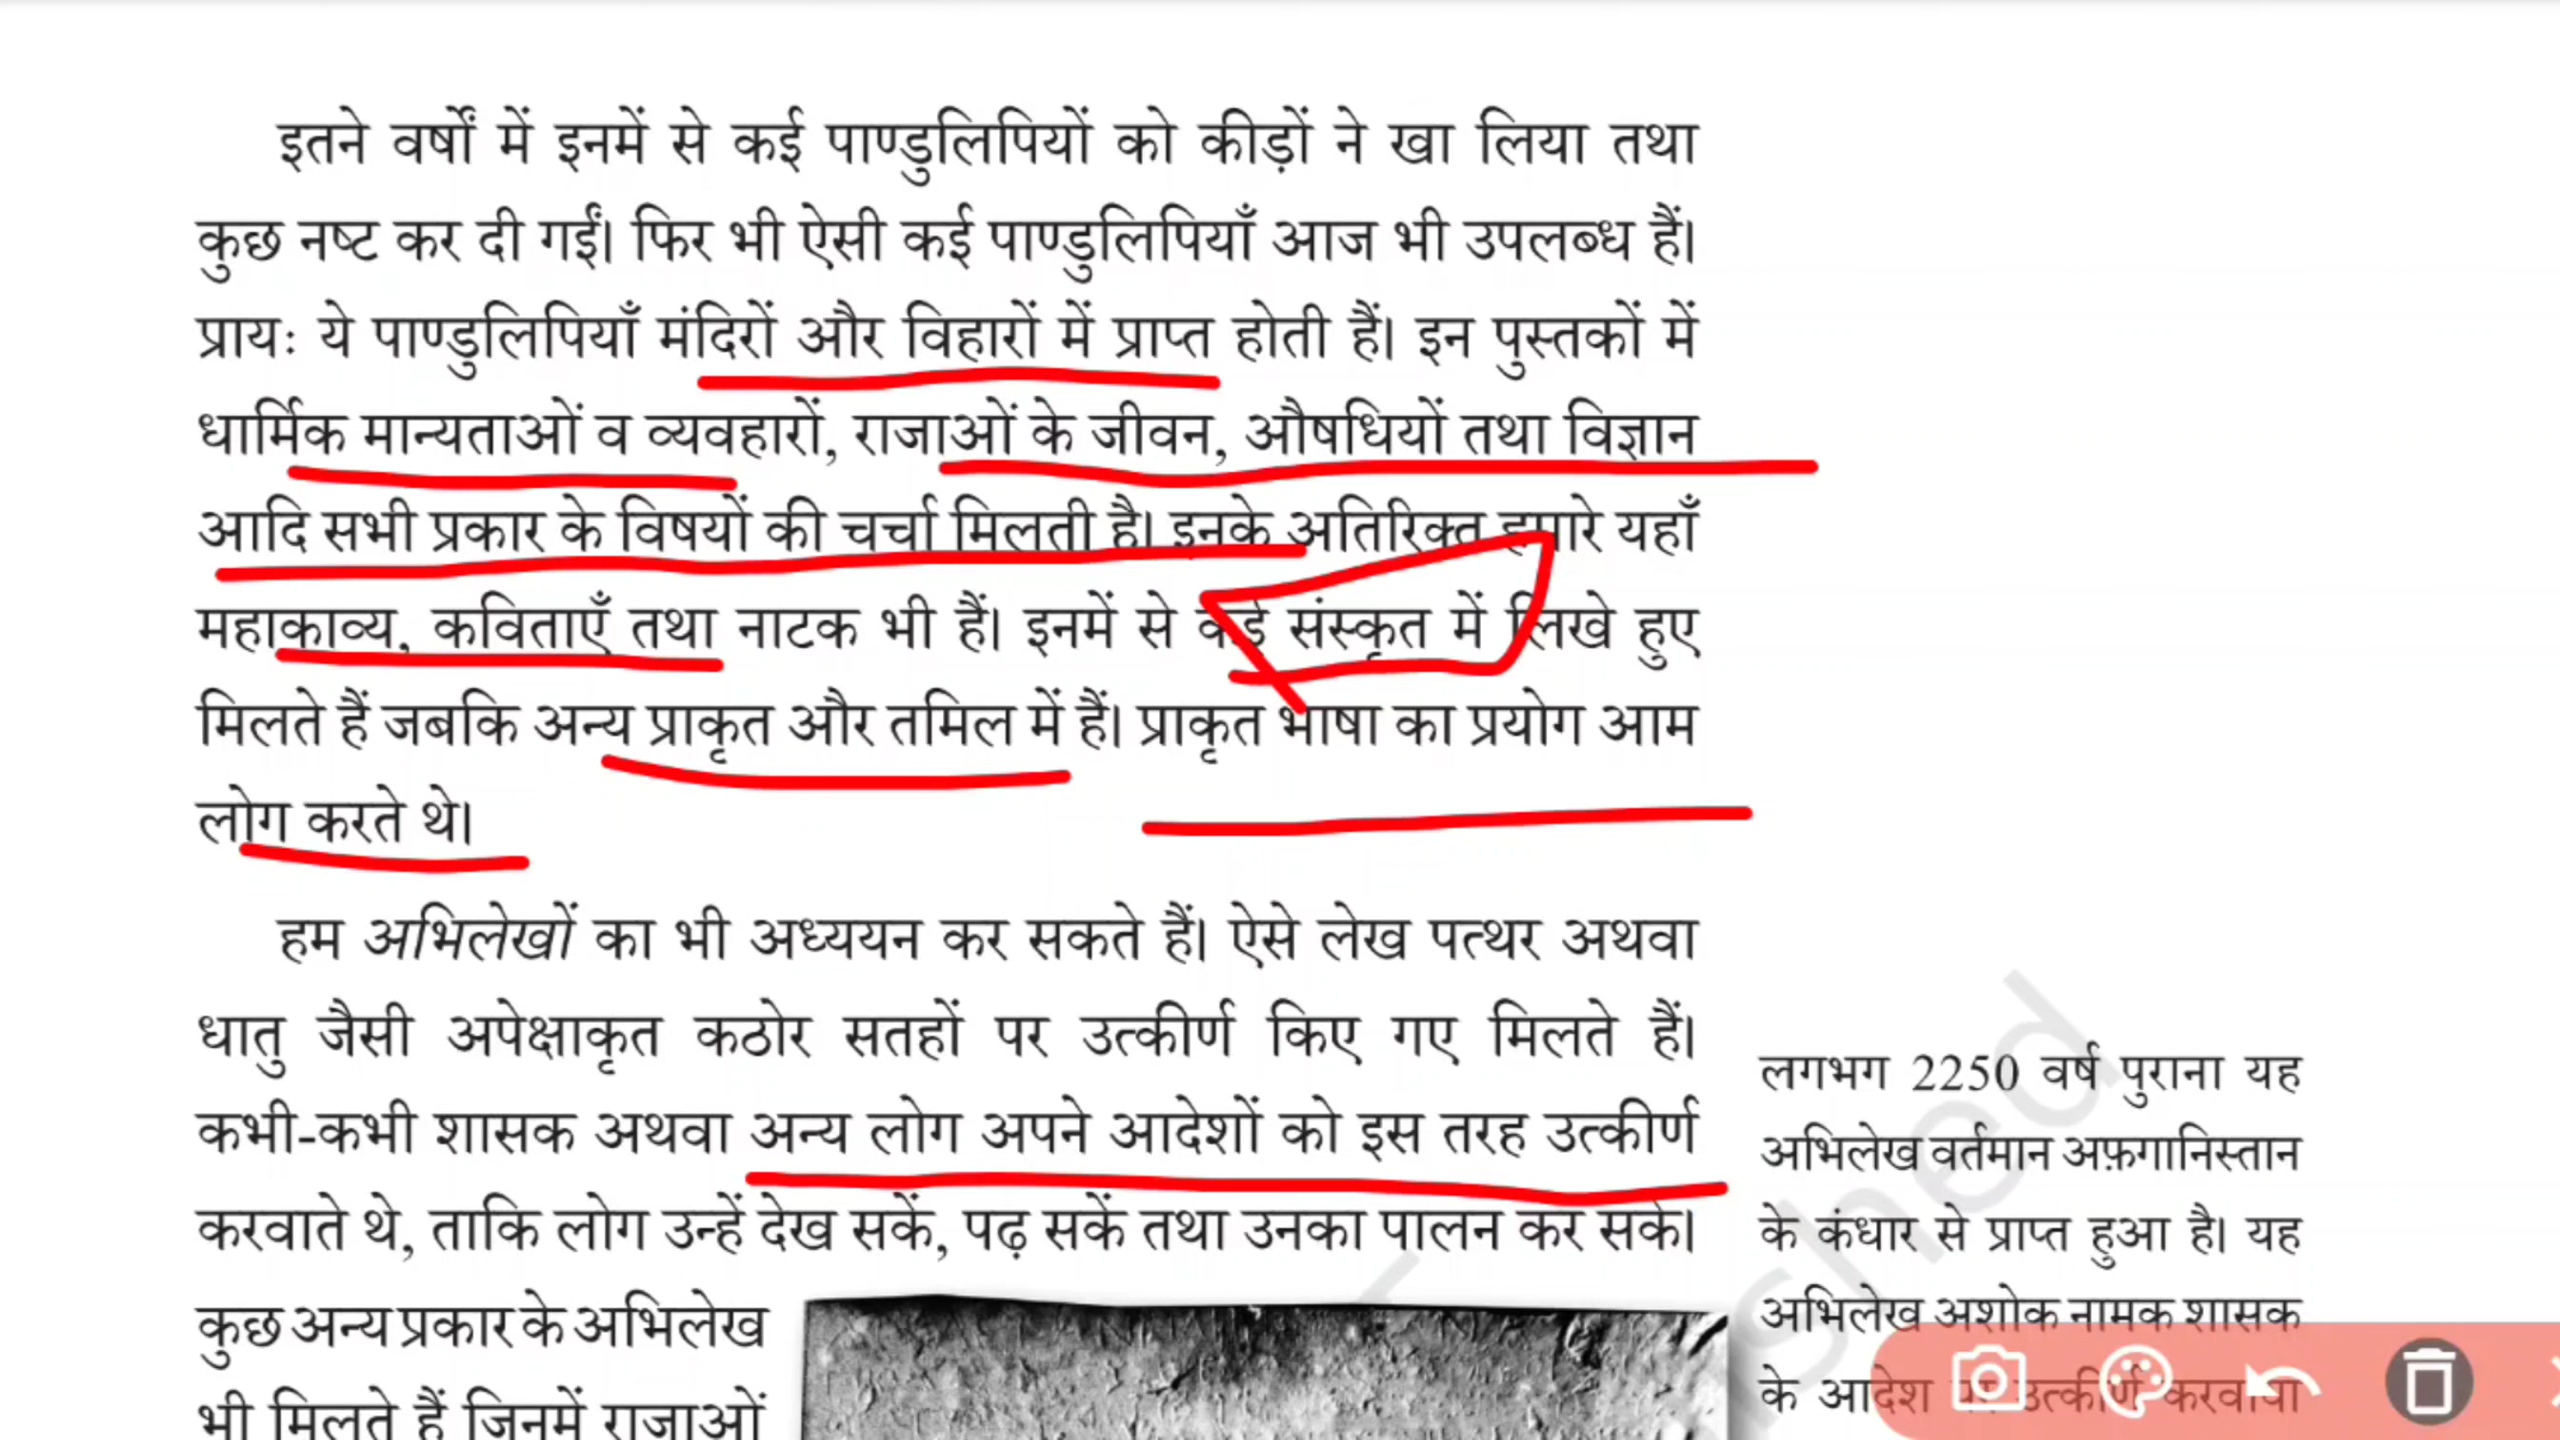 इतने वर्षों में इनमें से कई पाण्डुलिपियों को कीड़ों ने खा लिया तथा
कुछ नष्ट कर दी गईं। फिर भी ऐसी कई पाण्डुलिपियाँ आज भी उपलब्ध हैं।
प्रायः ये पाण्डुलिपियाँ मंदिरों और विहारों में प्राप्त होती हैं। इन पुस्तकों में
धार्मिक मान्यताओं व व्यवहारों, राजाओं के जीवन, औषधियों तथा विज्ञान
आदि सभी प्रकार के विषयों की चर्चा मिलती है। इनके अतिरिक्त हमारे यहाँ
महाकाव्य, कविताएँ तथा नाटक भी हैं। इनमें से कई संस्कृत में लिखे हुए
मिलते हैं जबकि अन्य प्राकृत और तमिल में हैं। प्राकृत भाषा का प्रयोग आम
लोग करते थे।
हम अभिलेखों का भी अध्ययन कर सकते हैं। ऐसे लेख पत्थर अथवा
धातु जैसी अपेक्षाकृत कठोर सतहों पर उत्कीर्ण किए गए मिलते हैं।
कभी-कभी शासक अथवा अन्य लोग अपने आदेशों को इस तरह उत्कीर्ण
करवाते थे, ताकि लोग उन्हें देख सकें, पढ़ सकें तथा उनका पालन कर सकें।
कुछ अन्य प्रकार के अभिलेख
भी मिलते हैं जिनमें राजाओं
लगभग 2250 वर्ष पुराना यह
अभिलेख वर्तमान अफ़गानिस्तान
के कंधार से प्राप्त हुआ है। यह
अभिलेख अशोक नामक शासक
के आदेश पर उत्कीर्ण करवाया
shed